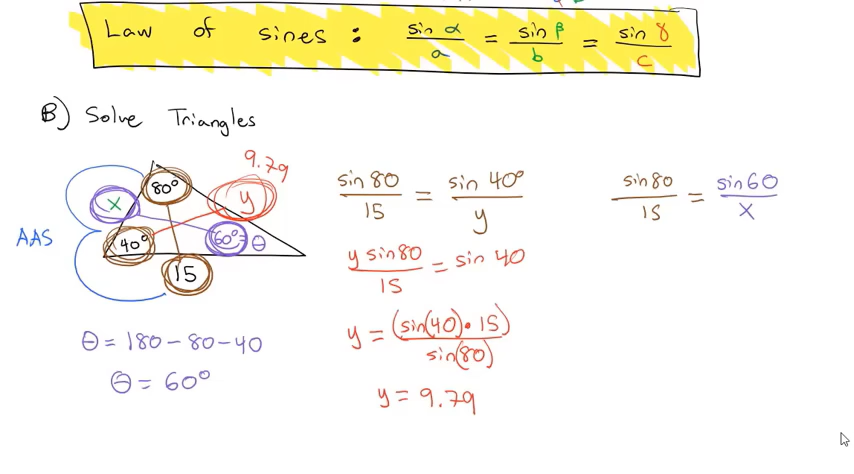 Law of sines : sin α/a = sin β/b = sin γ/c
B) Solve Triangles
9.79
80°
x
y
AAS
40°
60° = θ
15
θ = 180 - 80 - 40
θ = 60°
sin 80/15 = sin 40°/y
y sin 80/15 = sin 40
y = (sin(40) • 15)/sin(80)
y = 9.79
sin 80/15 = sin 60/x